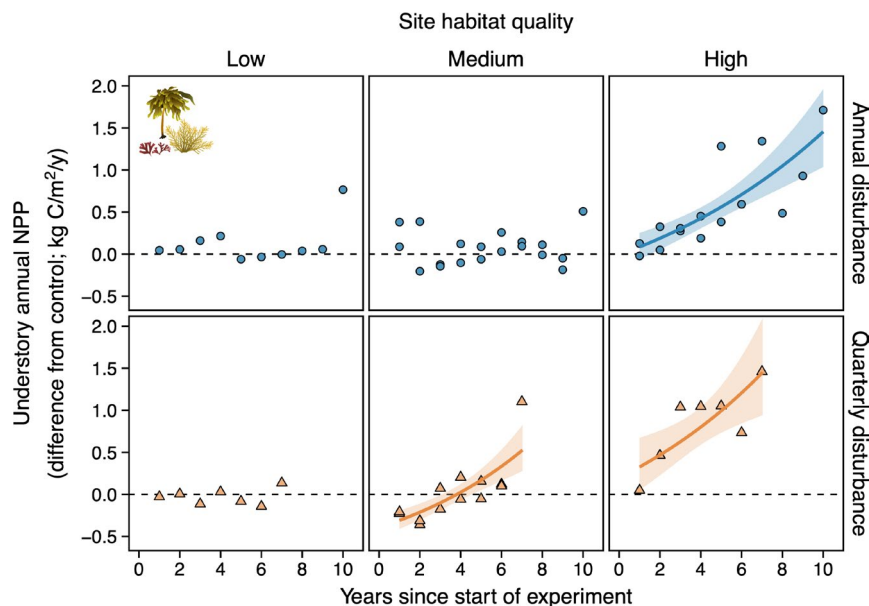 Site habitat quality
Low Medium High
2.0
1.5
1.0
0.5
0.0
−0.5
Annual disturbance
2.0
1.5
1.0
0.5
0.0
−0.5
Quarterly disturbance
Understory annual NPP
(difference from control; kg C/m²/y)
0 2 4 6 8 10 0 2 4 6 8 10 0 2 4 6 8 10
Years since start of experiment